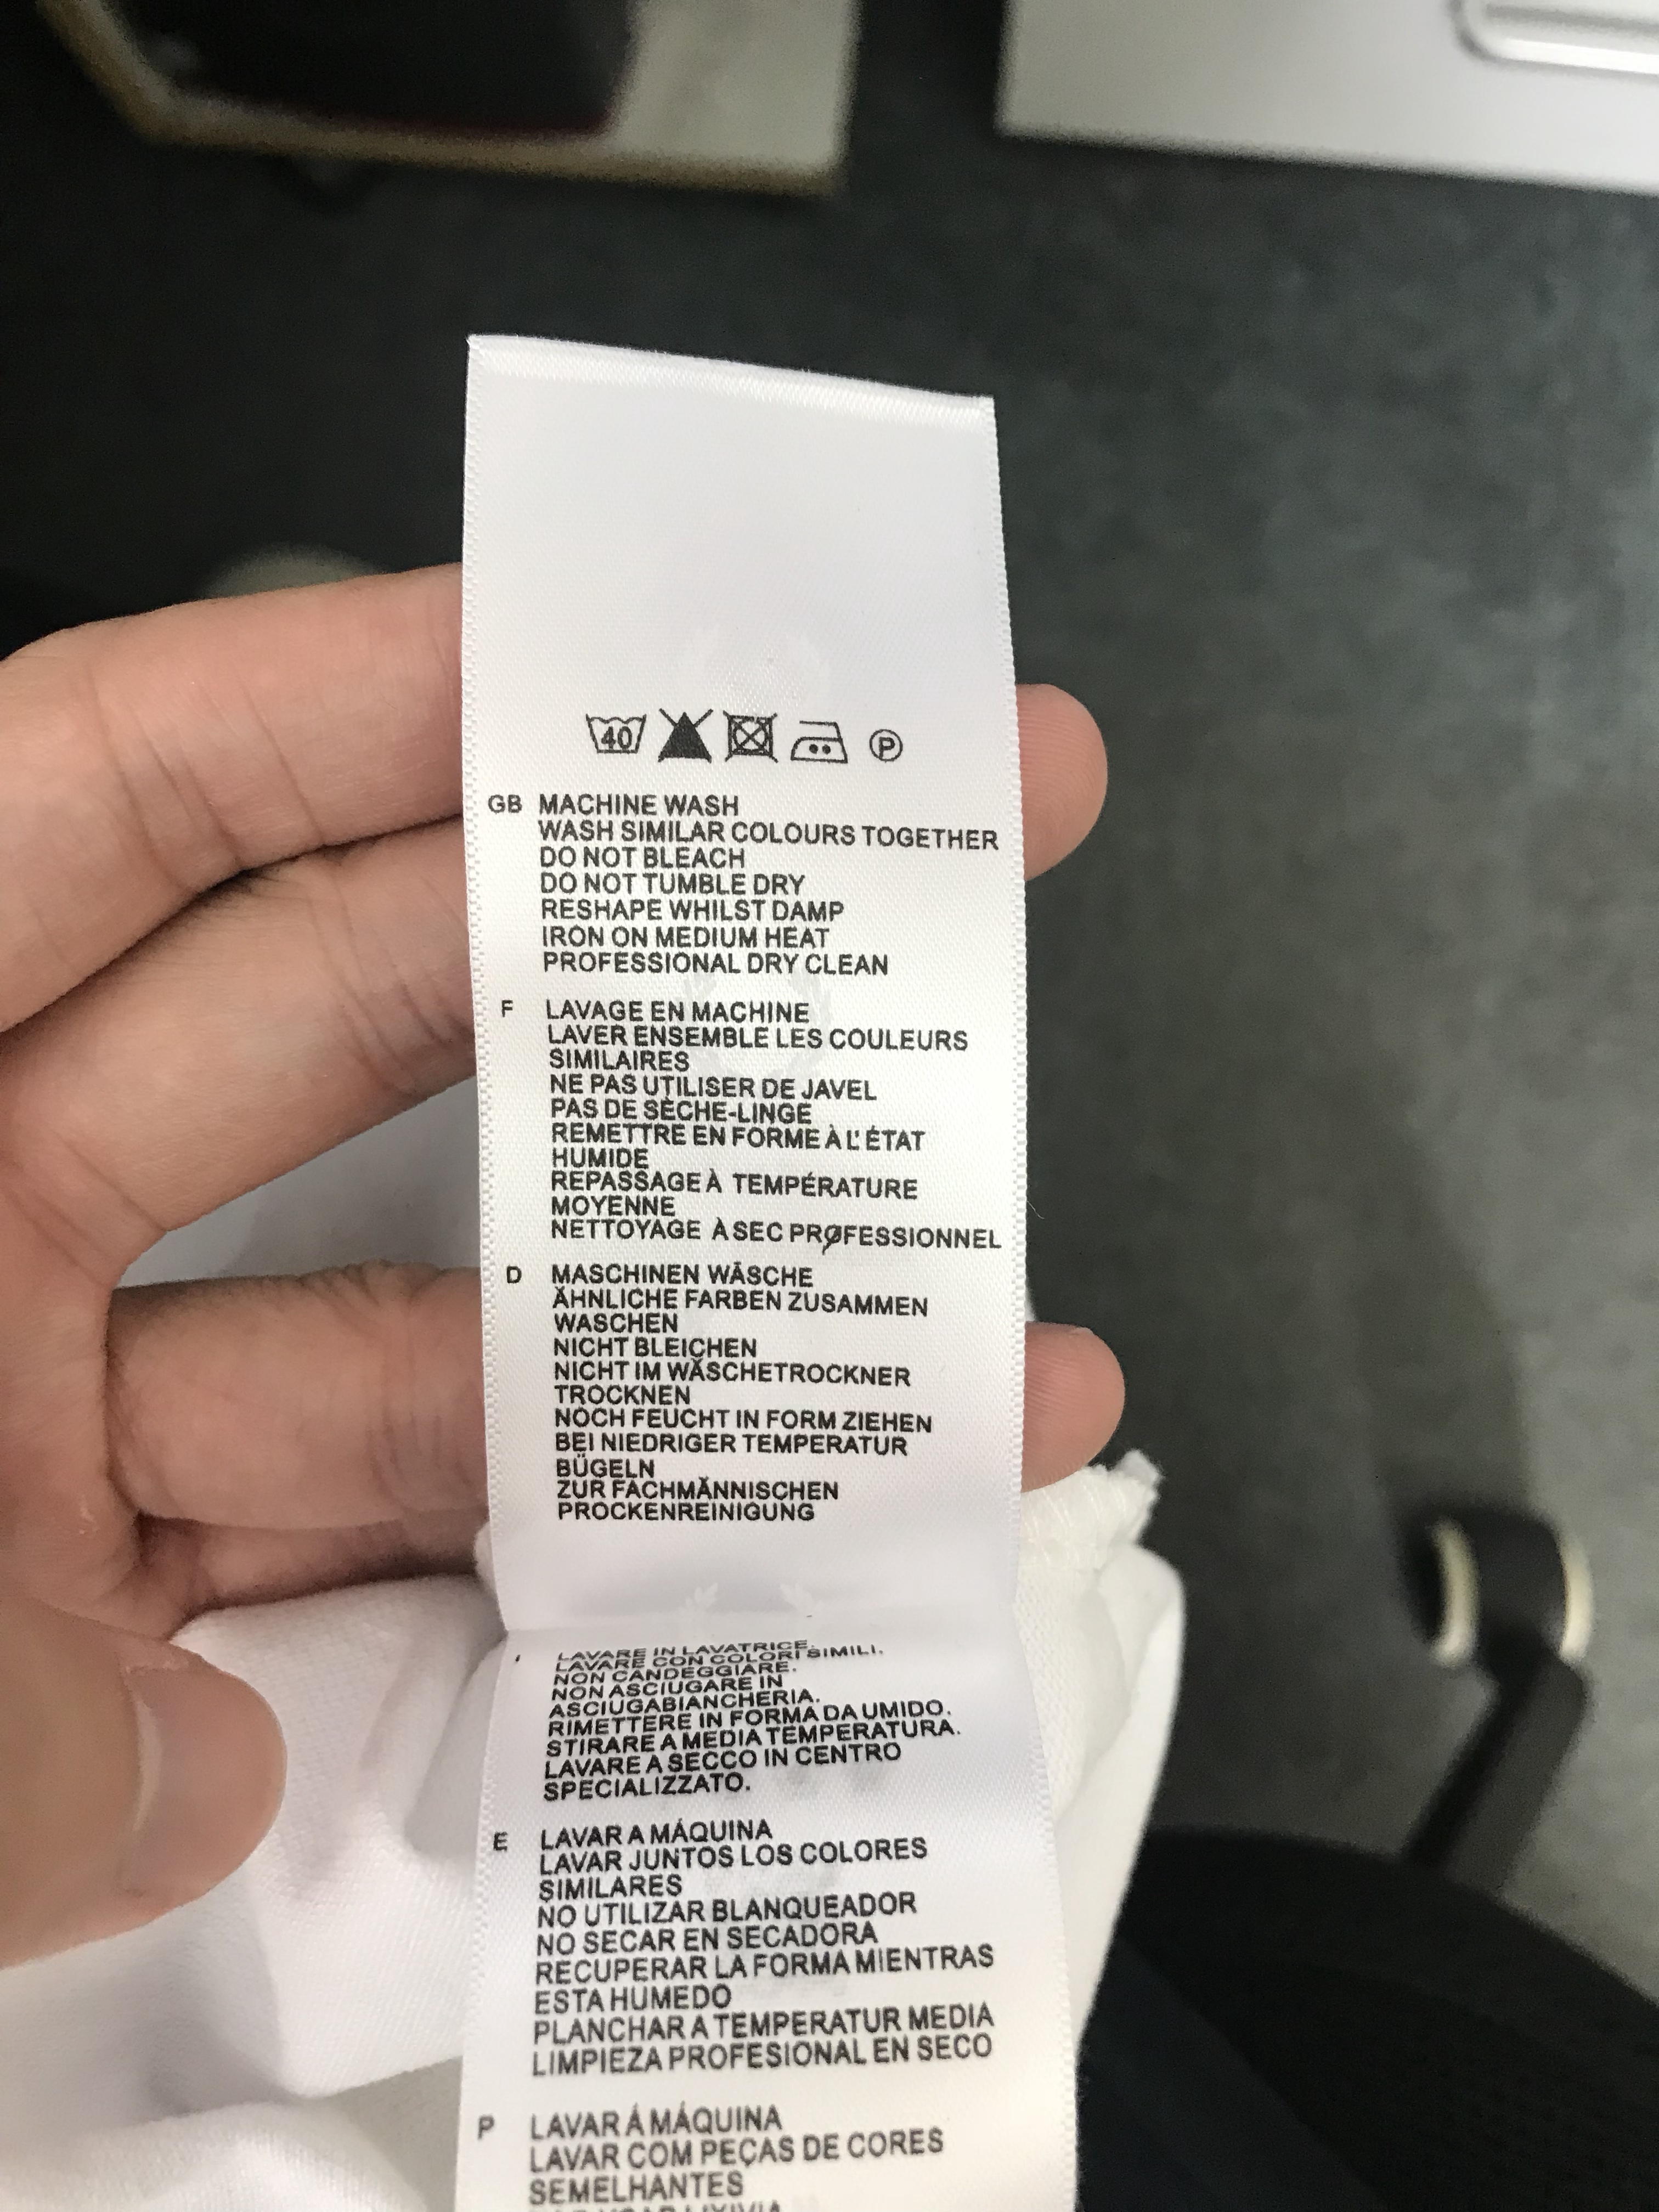 40 P
GB MACHINE WASH
WASH SIMILAR COLOURS TOGETHER
DO NOT BLEACH
DO NOT TUMBLE DRY
RESHAPE WHILST DAMP
IRON ON MEDIUM HEAT
PROFESSIONAL DRY CLEAN
F LAVAGE EN MACHINE
LAVER ENSEMBLE LES COULEURS
SIMILAIRES
NE PAS UTILISER DE JAVEL
PAS DE SÈCHE-LINGE
REMETTRE EN FORME À L'ÉTAT
HUMIDE
REPASSAGE À TEMPÉRATURE
MOYENNE
NETTOYAGE À SEC PROFESSIONNEL
D MASCHINEN WÄSCHE
ÄHNLICHE FARBEN ZUSAMMEN
WASCHEN
NICHT BLEICHEN
NICHT IM WÄSCHETROCKNER
TROCKNEN
NOCH FEUCHT IN FORM ZIEHEN
BEI NIEDRIGER TEMPERATUR
BÜGELN
ZUR FACHMÄNNISCHEN
PROCKENREINIGUNG
LAVARE IN LAVATRICE.
LAVARE CON COLORI SIMILI.
NON CANDEGGIARE.
NON ASCIUGARE IN
ASCIUGABIANCHERIA.
RIMETTERE IN FORMA DA UMIDO.
STIRARE A MEDIA TEMPERATURA.
LAVARE A SECCO IN CENTRO
SPECIALIZZATO.
E LAVAR A MÁQUINA
LAVAR JUNTOS LOS COLORES
SIMILARES
NO UTILIZAR BLANQUEADOR
NO SECAR EN SECADORA
RECUPERAR LA FORMA MIENTRAS
ESTA HUMEDO
PLANCHAR A TEMPERATUR MEDIA
LIMPIEZA PROFESIONAL EN SECO
P LAVAR Á MÁQUINA
LAVAR COM PEÇAS DE CORES
SEMELHANTES